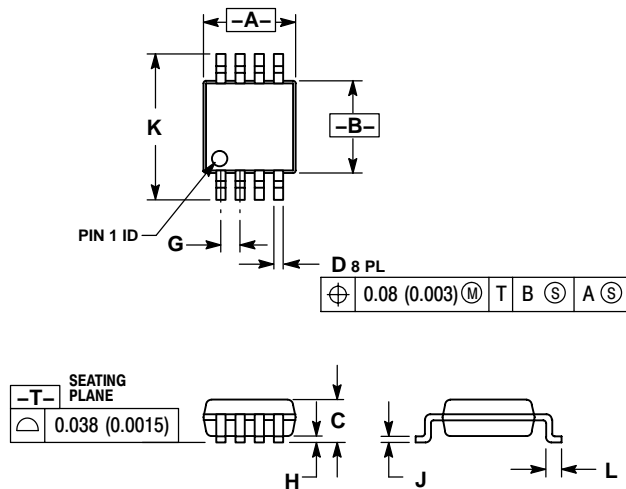 –A–
K
–B–
PIN 1 ID
G
D 8 PL
⌖ 0.08 (0.003) Ⓜ T B Ⓢ A Ⓢ
–T– SEATING
PLANE
⌓ 0.038 (0.0015)
C
H
J
L